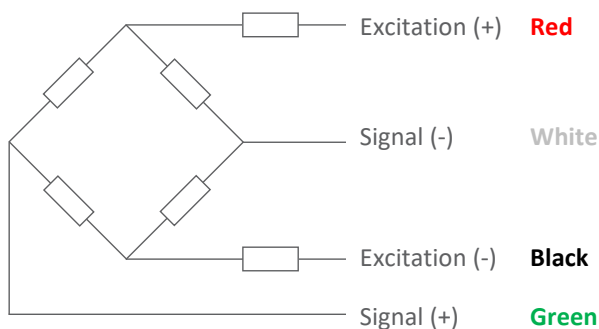 Excitation (+) Red
Signal (-) White
Excitation (-) Black
Signal (+) Green